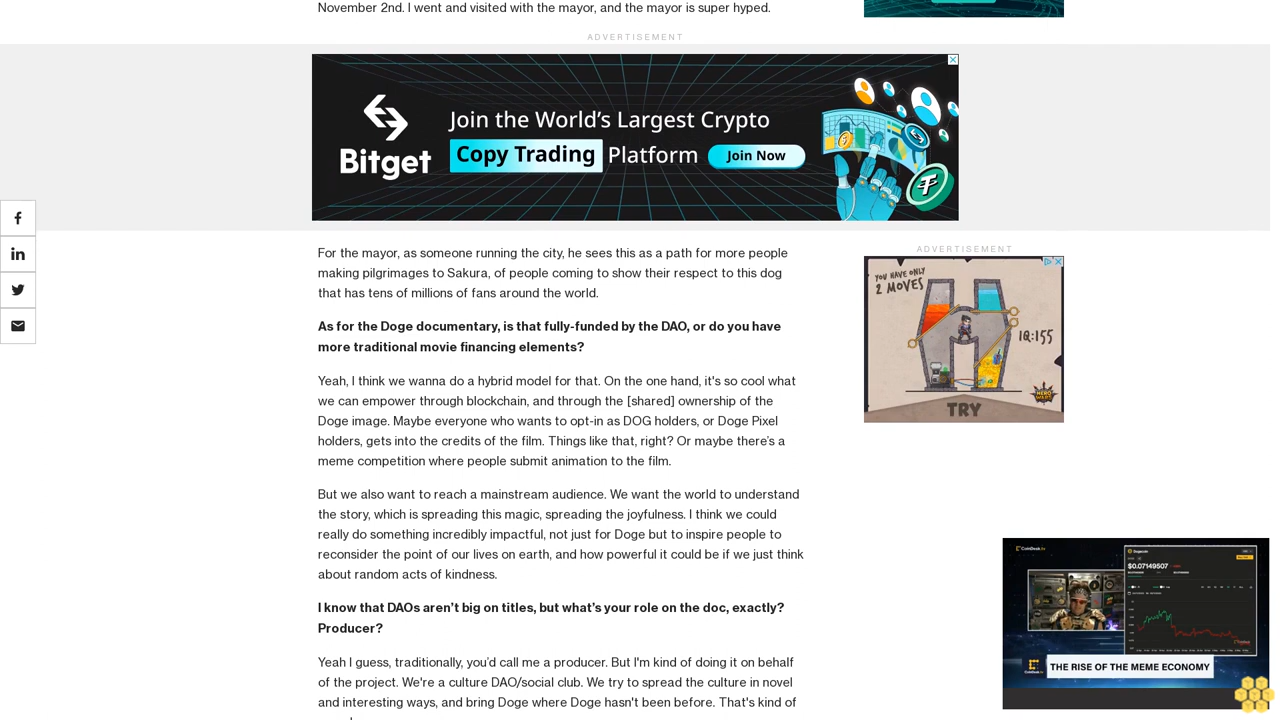 November 2nd. I went and visited with the mayor, and the mayor is super hyped.
ADVERTISEMENT
Join the World's Largest Crypto
Copy Trading Platform Join Now
Bitget
For the mayor, as someone running the city, he sees this as a path for more people
making pilgrimages to Sakura, of people coming to show their respect to this dog
that has tens of millions of fans around the world.
As for the Doge documentary, is that fully-funded by the DAO, or do you have
more traditional movie financing elements?
Yeah, I think we wanna do a hybrid model for that. On the one hand, it's so cool what
we can empower through blockchain, and through the [shared] ownership of the
Doge image. Maybe everyone who wants to opt-in as DOG holders, or Doge Pixel
holders, gets into the credits of the film. Things like that, right? Or maybe there's a
meme competition where people submit animation to the film.
But we also want to reach a mainstream audience. We want the world to understand
the story, which is spreading this magic, spreading the joyfulness. I think we could
really do something incredibly impactful, not just for Doge but to inspire people to
reconsider the point of our lives on earth, and how powerful it could be if we just think
about random acts of kindness.
I know that DAOs aren't big on titles, but what's your role on the doc, exactly?
Producer?
Yeah I guess, traditionally, you'd call me a producer. But I'm kind of doing it on behalf
of the project. We're a culture DAO/social club. We try to spread the culture in novel
and interesting ways, and bring Doge where Doge hasn't been before. That's kind of
ADVERTISEMENT
YOU HAVE ONLY
2 MOVES
IQ:155
HERO
WARS
TRY
CoinDesk.tv
Dogecoin
$0.07149507
THE RISE OF THE MEME ECONOMY
CoinDesk.tv